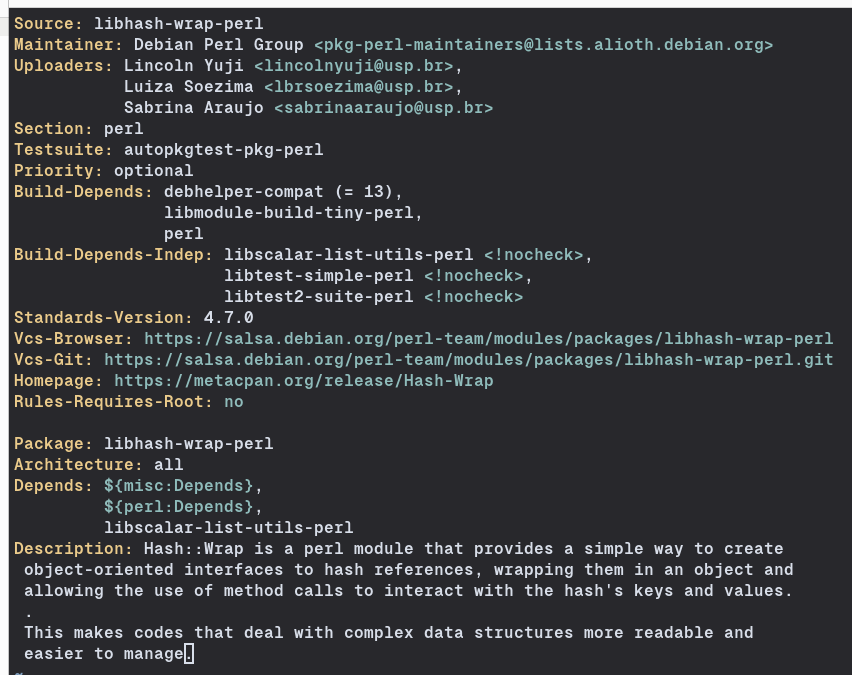 Source: libhash-wrap-perl
Maintainer: Debian Perl Group <pkg-perl-maintainers@lists.alioth.debian.org>
Uploaders: Lincoln Yuji <lincolnyuji@usp.br>,
           Luiza Soezima <lbrsoezima@usp.br>,
           Sabrina Araujo <sabrinaaraujo@usp.br>
Section: perl
Testsuite: autopkgtest-pkg-perl
Priority: optional
Build-Depends: debhelper-compat (= 13),
               libmodule-build-tiny-perl,
               perl
Build-Depends-Indep: libscalar-list-utils-perl <!nocheck>,
                     libtest-simple-perl <!nocheck>,
                     libtest2-suite-perl <!nocheck>
Standards-Version: 4.7.0
Vcs-Browser: https://salsa.debian.org/perl-team/modules/packages/libhash-wrap-perl
Vcs-Git: https://salsa.debian.org/perl-team/modules/packages/libhash-wrap-perl.git
Homepage: https://metacpan.org/release/Hash-Wrap
Rules-Requires-Root: no

Package: libhash-wrap-perl
Architecture: all
Depends: ${misc:Depends},
         ${perl:Depends},
         libscalar-list-utils-perl
Description: Hash::Wrap is a perl module that provides a simple way to create
 object-oriented interfaces to hash references, wrapping them in an object and
 allowing the use of method calls to interact with the hash's keys and values.
 .
 This makes codes that deal with complex data structures more readable and
 easier to manage.
~